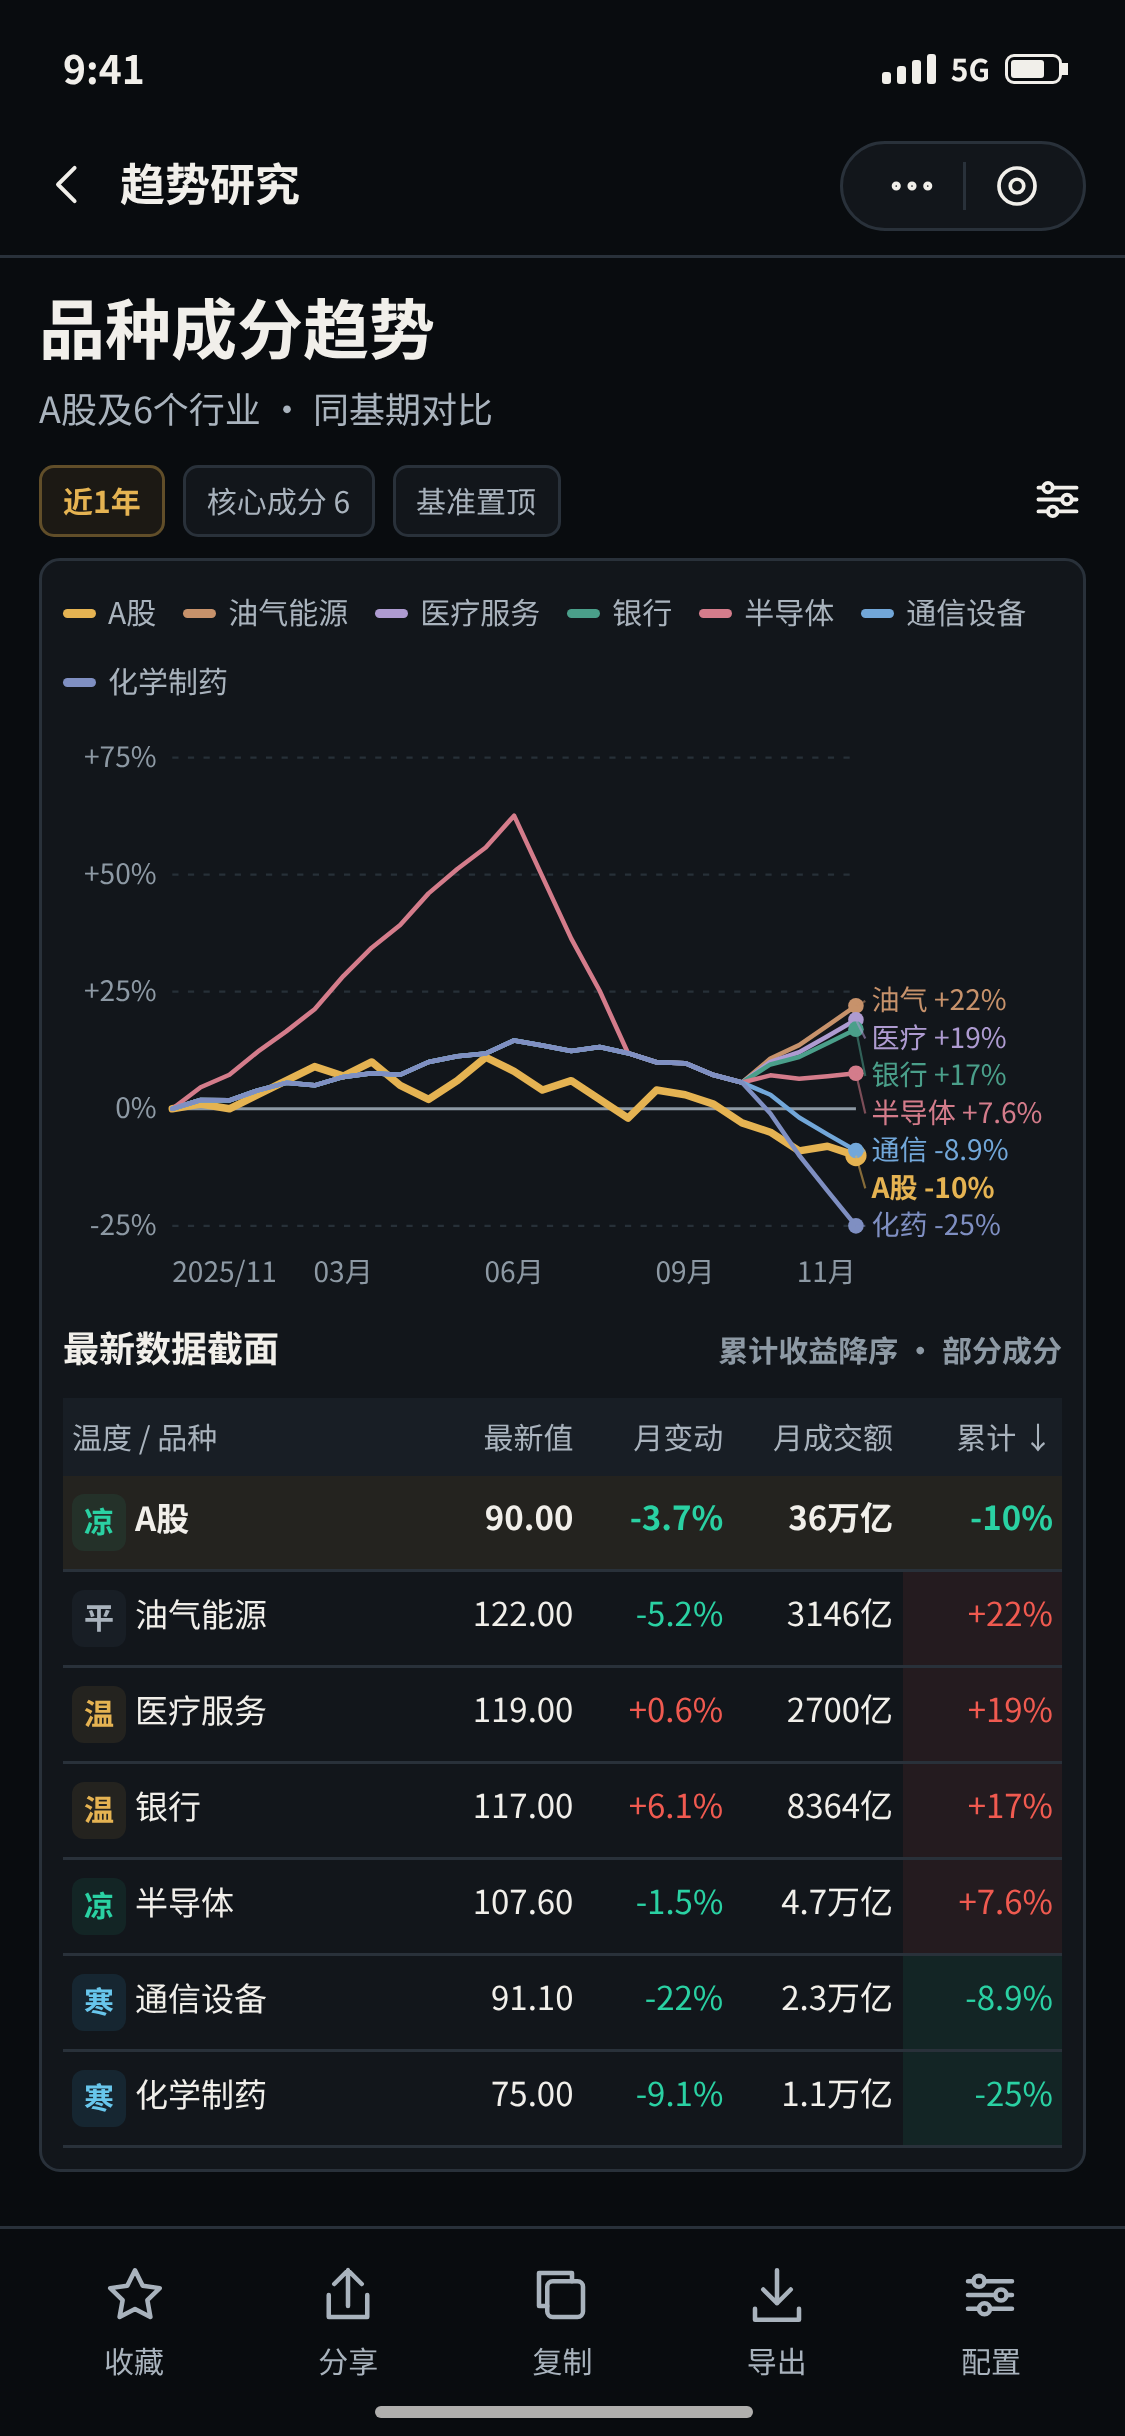 9:41 5G
趋势研究
品种成分趋势
A股及6个行业 · 同基期对比
近1年 核心成分 6 基准置顶
A股 油气能源 医疗服务 银行 半导体 通信设备
化学制药
+75%
+50%
+25%
0%
-25%
油气 +22%
医疗 +19%
银行 +17%
半导体 +7.6%
通信 -8.9%
A股 -10%
化药 -25%
2025/11 03月 06月 09月 11月
最新数据截面 累计收益降序 · 部分成分
温度 / 品种 最新值 月变动 月成交额 累计 ↓
凉 A股 90.00 -3.7% 36万亿 -10%
平 油气能源 122.00 -5.2% 3146亿 +22%
温 医疗服务 119.00 +0.6% 2700亿 +19%
温 银行 117.00 +6.1% 8364亿 +17%
凉 半导体 107.60 -1.5% 4.7万亿 +7.6%
寒 通信设备 91.10 -22% 2.3万亿 -8.9%
寒 化学制药 75.00 -9.1% 1.1万亿 -25%
收藏 分享 复制 导出 配置